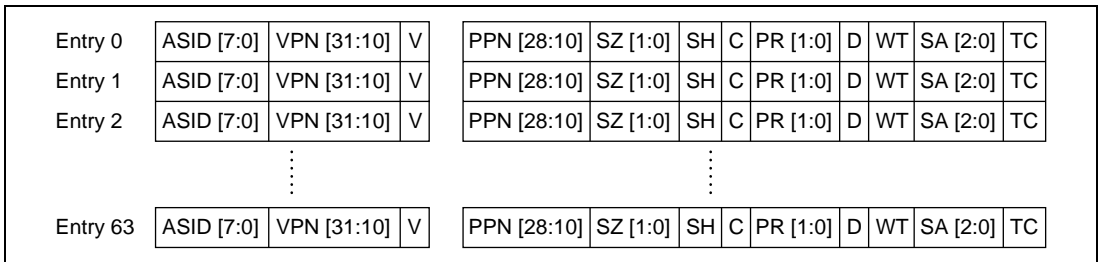 Entry 0 ASID [7:0] VPN [31:10] V PPN [28:10] SZ [1:0] SH C PR [1:0] D WT SA [2:0] TC
Entry 1 ASID [7:0] VPN [31:10] V PPN [28:10] SZ [1:0] SH C PR [1:0] D WT SA [2:0] TC
Entry 2 ASID [7:0] VPN [31:10] V PPN [28:10] SZ [1:0] SH C PR [1:0] D WT SA [2:0] TC
Entry 63 ASID [7:0] VPN [31:10] V PPN [28:10] SZ [1:0] SH C PR [1:0] D WT SA [2:0] TC